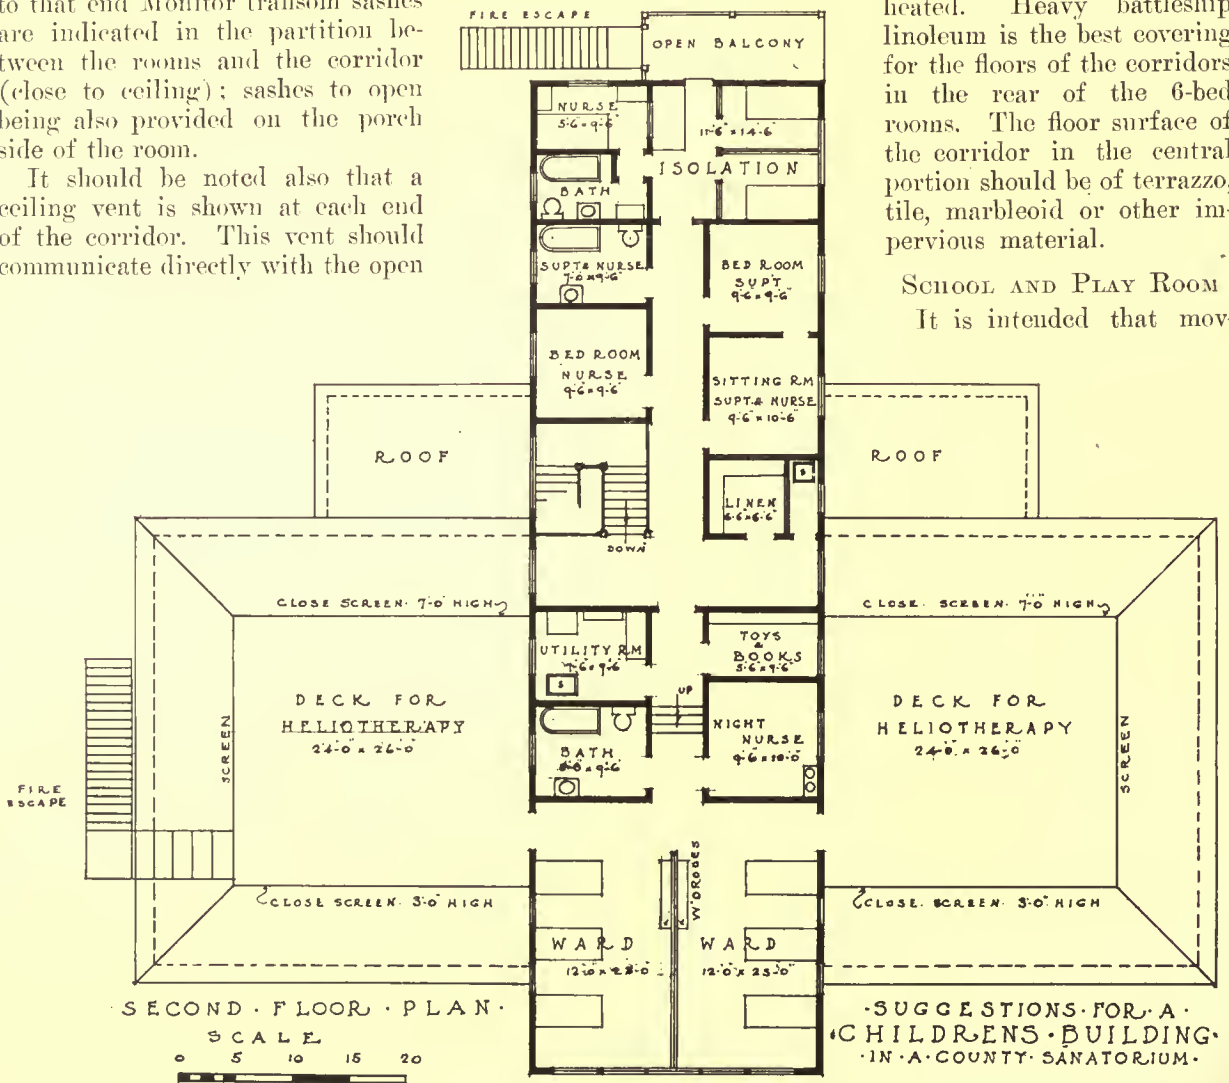 to that end Monitor transom sashes
are indicated in the partition be-
tween the rooms and the corridor
(close to ceiling); sashes to open
being also provided on the porch
side of the room.
It should be noted also that a
ceiling vent is shown at each end
of the corridor. This vent should
communicate directly with the open
heated. Heavy battleship
linoleum is the best covering
for the floors of the corridors
in the rear of the 6-bed
rooms. The floor surface of
the corridor in the central
portion should be of terrazzo,
tile, marbleoid or other im-
pervious material.
SCHOOL AND PLAY ROOM
It is intended that mov-
FIRE ESCAPE
OPEN BALCONY
NURSE
5-6 x 9-6
11-6 x 14-6
ISOLATION
BATH
SUPT & NURSE
7-0 x 9-6
BED ROOM
SUPT
9-6 x 9-6
BED ROOM
NURSE
9-6 x 9-6
SITTING RM
SUPT & NURSE
9-6 x 10-6
ROOF
ROOF
LINEN
6-6 x 6-6
S
DOWN
CLOSE SCREEN 7-0 HIGH
CLOSE SCREEN 7-0" HIGH
UTILITY RM
7-6 x 9-6
S
TOYS
&
BOOKS
5-6 x 9-6
UP
DECK FOR
HELIOTHERAPY
24-0 x 26-0
SCREEN
NIGHT
NURSE
9-6 x 10-0
BATH
x 9-6
DECK FOR
HELIOTHERAPY
24-0 x 26-0
SCREEN
FIRE
ESCAPE
W'DROBES
CLOSE SCREEN 3-0" HIGH
CLOSE SCREEN 3-0" HIGH
WARD
12-0 x 23-0
WARD
12-0 x 23-0
·SECOND·FLOOR·PLAN·
SCALE
0 5 10 15 20
·SUGGESTIONS·FOR·A·
·CHILDRENS·BUILDING·
·IN·A·COUNTY·SANATORIUM·